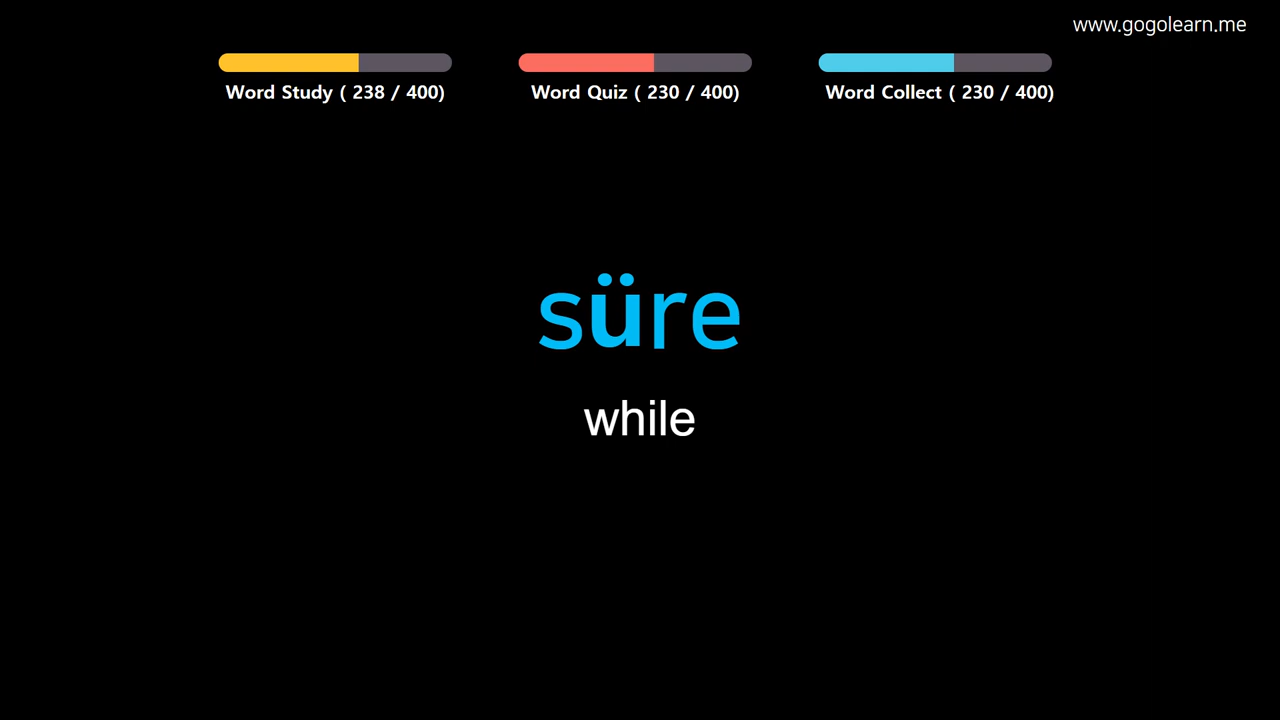 www.gogolearn.me
Word Study ( 238 / 400)
Word Quiz ( 230 / 400)
Word Collect ( 230 / 400)
süre
while